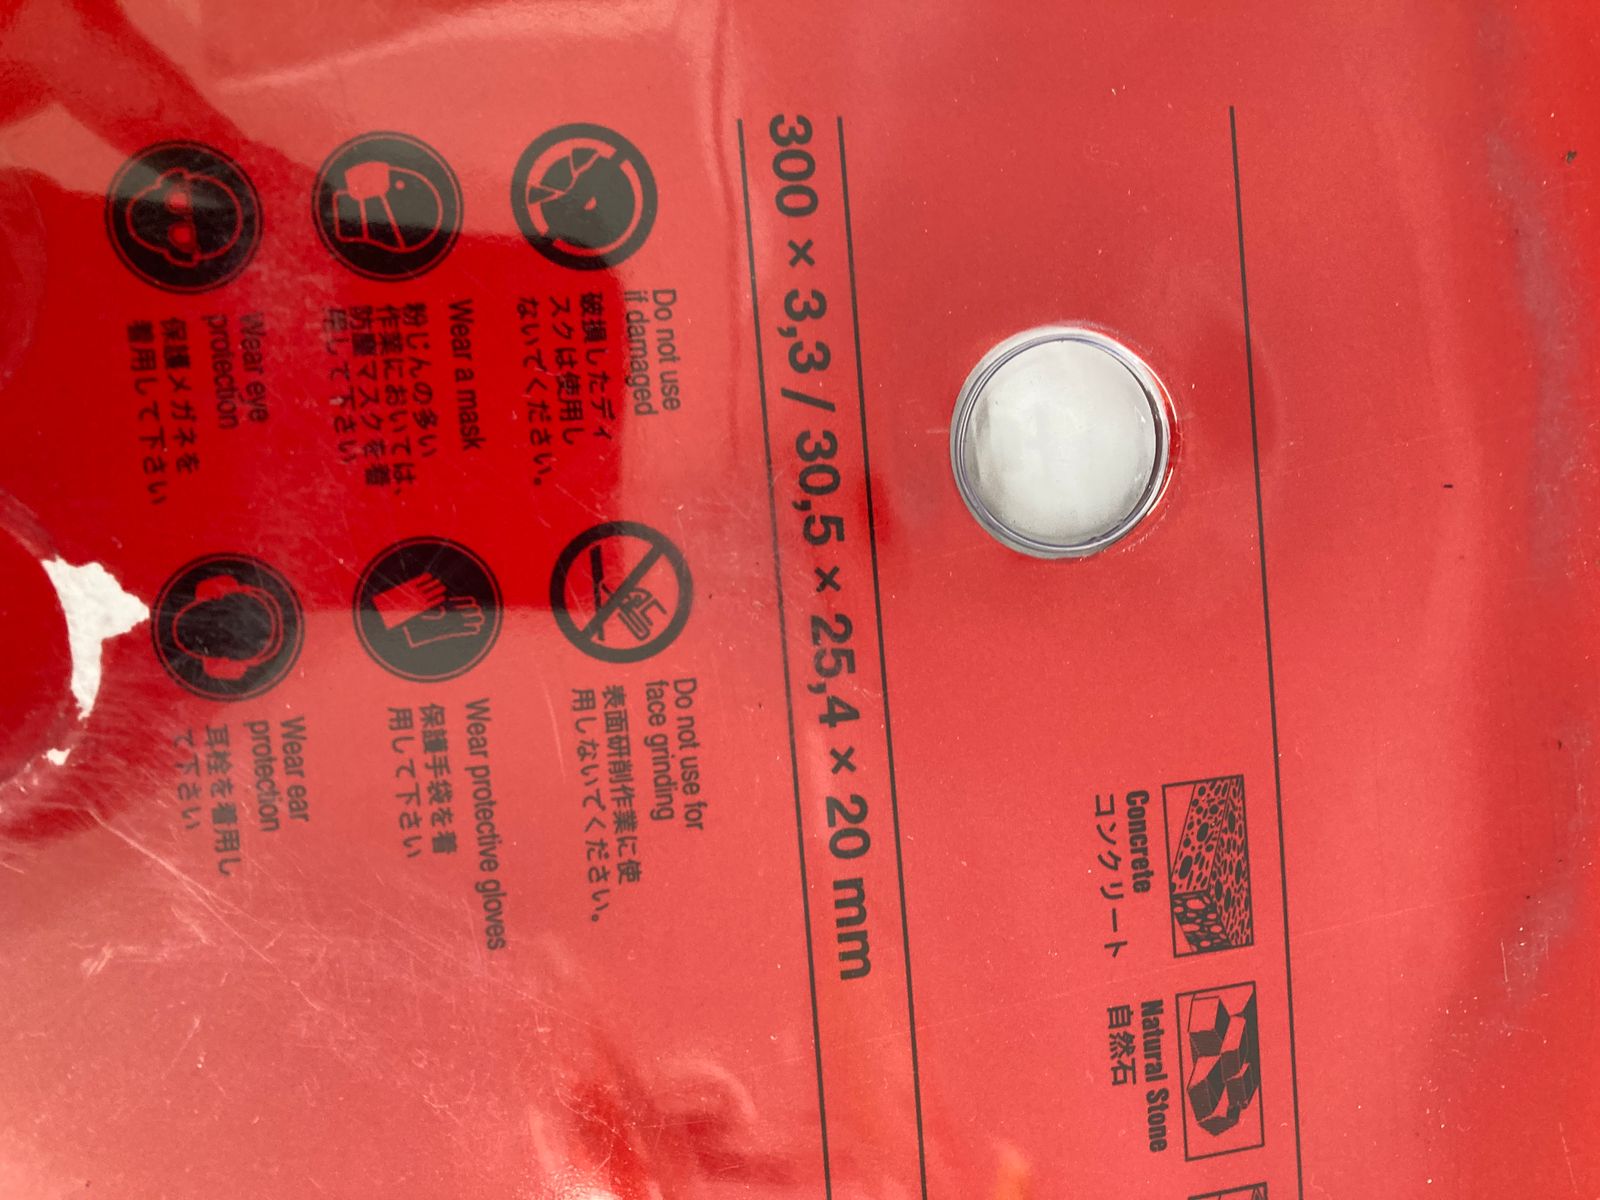 Concrete
コンクリート
Natural Stone
自然石
300 × 3,3 / 30,5 × 25,4 × 20 mm
Do not use
if damaged
破損したディ
スクは使用し
ないでください。
Do not use for
face grinding
表面研削作業に使
用しないでください。
Wear a mask
粉じんの多い
作業においては、
防塵マスクを着
用して下さい
Wear protective gloves
保護手袋を着
用して下さい
Wear eye
protection
保護メガネを
着用して下さい
Wear ear
protection
耳栓を着用し
て下さい